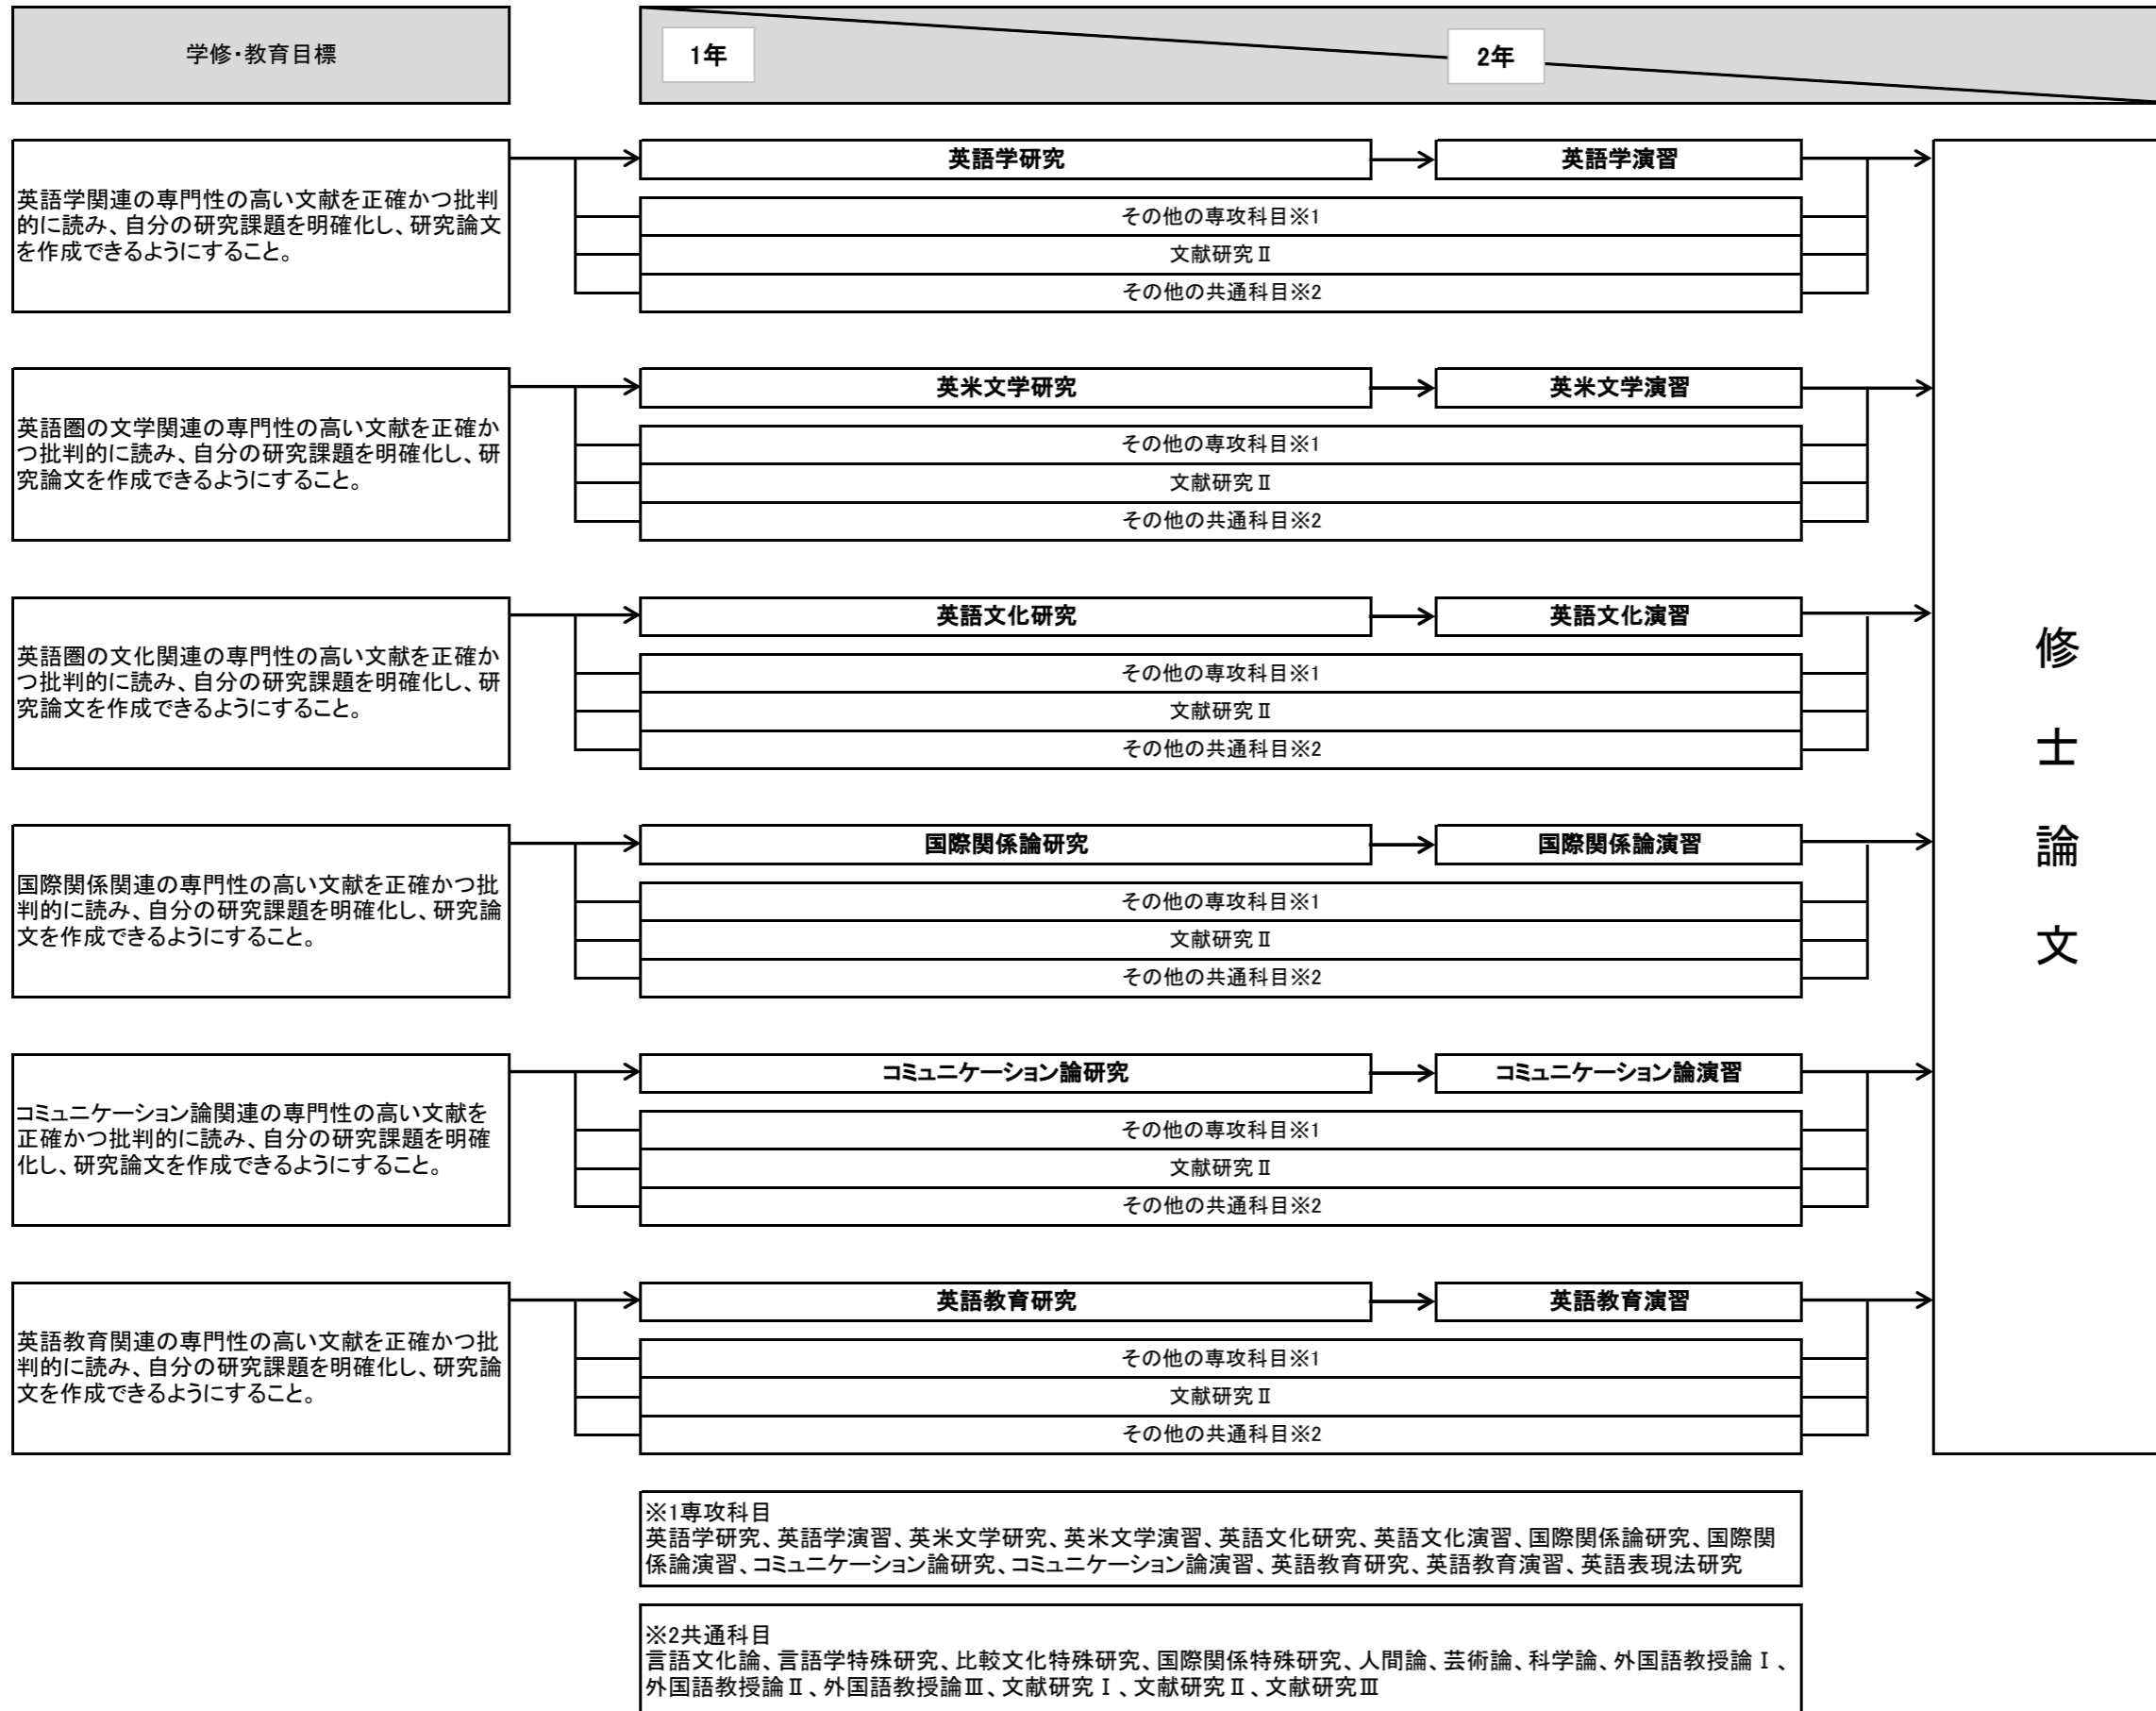 学修・教育目標
1年
2年
英語学関連の専門性の高い文献を正確かつ批判
的に読み、自分の研究課題を明確化し、研究論文
を作成できるようにすること。
英語学研究
英語学演習
その他の専攻科目※1
文献研究Ⅱ
その他の共通科目※2
英語圏の文学関連の専門性の高い文献を正確か
つ批判的に読み、自分の研究課題を明確化し、研
究論文を作成できるようにすること。
英米文学研究
英米文学演習
その他の専攻科目※1
文献研究Ⅱ
その他の共通科目※2
英語圏の文化関連の専門性の高い文献を正確か
つ批判的に読み、自分の研究課題を明確化し、研
究論文を作成できるようにすること。
英語文化研究
英語文化演習
その他の専攻科目※1
文献研究Ⅱ
その他の共通科目※2
国際関係関連の専門性の高い文献を正確かつ批
判的に読み、自分の研究課題を明確化し、研究論
文を作成できるようにすること。
国際関係論研究
国際関係論演習
その他の専攻科目※1
文献研究Ⅱ
その他の共通科目※2
コミュニケーション論関連の専門性の高い文献を
正確かつ批判的に読み、自分の研究課題を明確
化し、研究論文を作成できるようにすること。
コミュニケーション論研究
コミュニケーション論演習
その他の専攻科目※1
文献研究Ⅱ
その他の共通科目※2
英語教育関連の専門性の高い文献を正確かつ批
判的に読み、自分の研究課題を明確化し、研究論
文を作成できるようにすること。
英語教育研究
英語教育演習
その他の専攻科目※1
文献研究Ⅱ
その他の共通科目※2
修士論文
※1専攻科目
英語学研究、英語学演習、英米文学研究、英米文学演習、英語文化研究、英語文化演習、国際関係論研究、国際関
係論演習、コミュニケーション論研究、コミュニケーション論演習、英語教育研究、英語教育演習、英語表現法研究
※2共通科目
言語文化論、言語学特殊研究、比較文化特殊研究、国際関係特殊研究、人間論、芸術論、科学論、外国語教授論Ⅰ、
外国語教授論Ⅱ、外国語教授論Ⅲ、文献研究Ⅰ、文献研究Ⅱ、文献研究Ⅲ